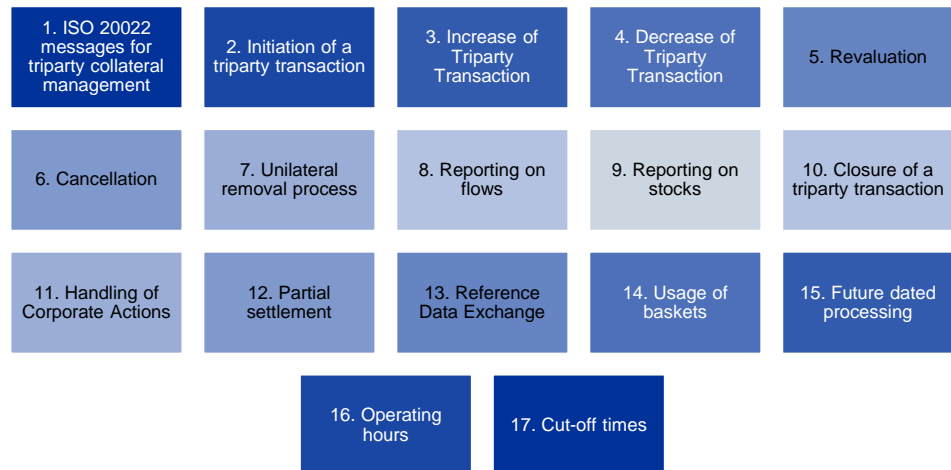 1. ISO 20022
messages for
triparty collateral
management
2. Initiation of a
triparty transaction
3. Increase of
Triparty
Transaction
4. Decrease of
Triparty
Transaction
5. Revaluation
6. Cancellation
7. Unilateral
removal process
8. Reporting on
flows
9. Reporting on
stocks
10. Closure of a
triparty transaction
11. Handling of
Corporate Actions
12. Partial
settlement
13. Reference
Data Exchange
14. Usage of
baskets
15. Future dated
processing
16. Operating
hours
17. Cut-off times